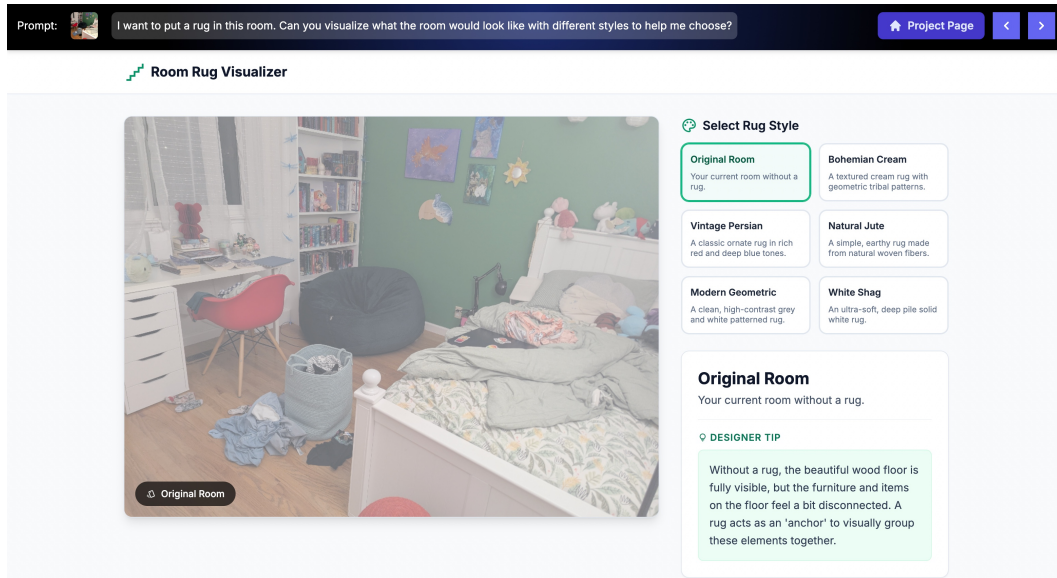 Prompt:
I want to put a rug in this room. Can you visualize what the room would look like with different styles to help me choose?
Project Page
Room Rug Visualizer
Original Room
Select Rug Style
Original Room
Your current room without a
rug.
Bohemian Cream
A textured cream rug with
geometric tribal patterns.
Vintage Persian
A classic ornate rug in rich
red and deep blue tones.
Natural Jute
A simple, earthy rug made
from natural woven fibers.
Modern Geometric
A clean, high-contrast grey
and white patterned rug.
White Shag
An ultra-soft, deep pile solid
white rug.
Original Room
Your current room without a rug.
DESIGNER TIP
Without a rug, the beautiful wood floor is
fully visible, but the furniture and items
on the floor feel a bit disconnected. A
rug acts as an 'anchor' to visually group
these elements together.